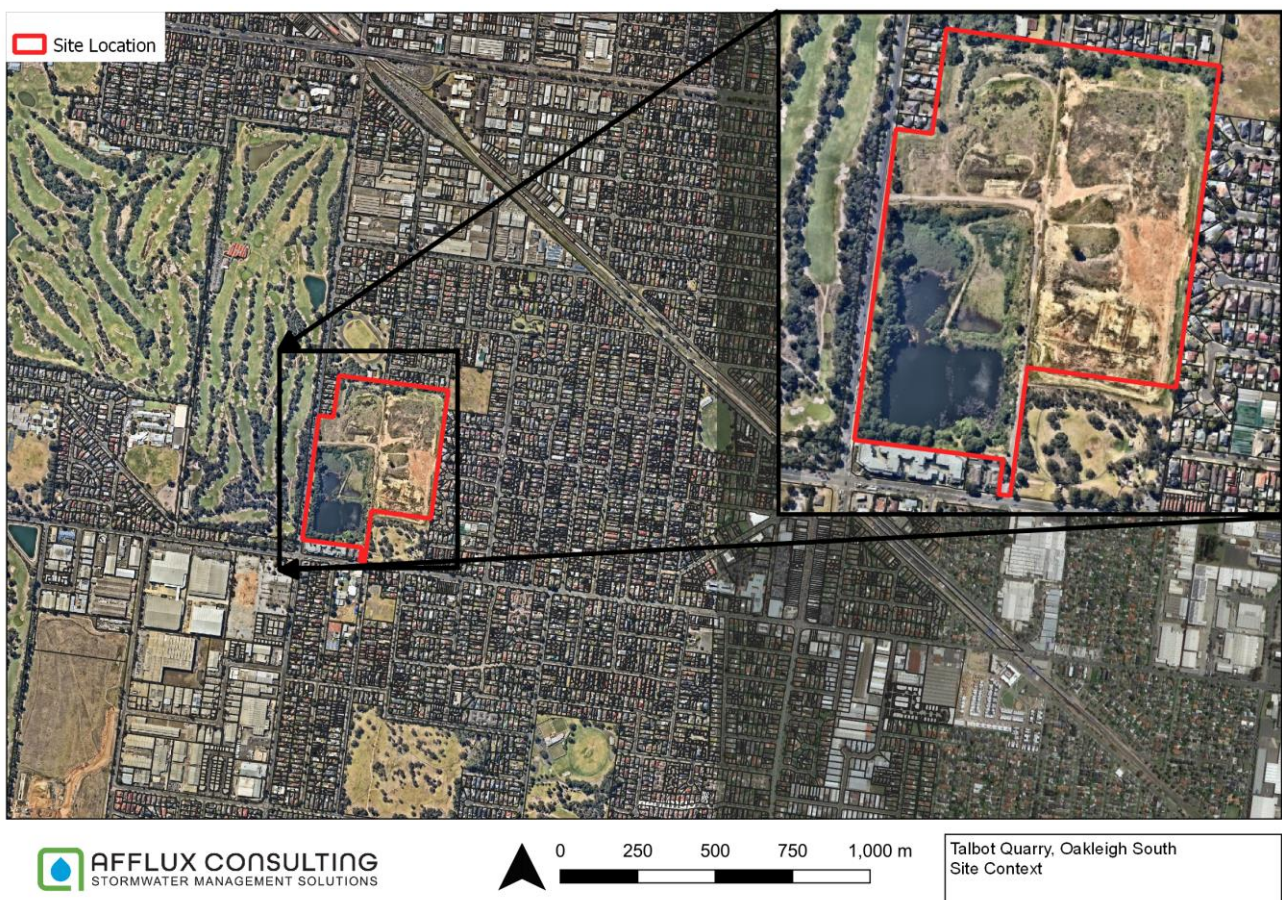 Site Location
AFFLUX CONSULTING
STORMWATER MANAGEMENT SOLUTIONS
0 250 500 750 1,000 m
Talbot Quarry, Oakleigh South
Site Context